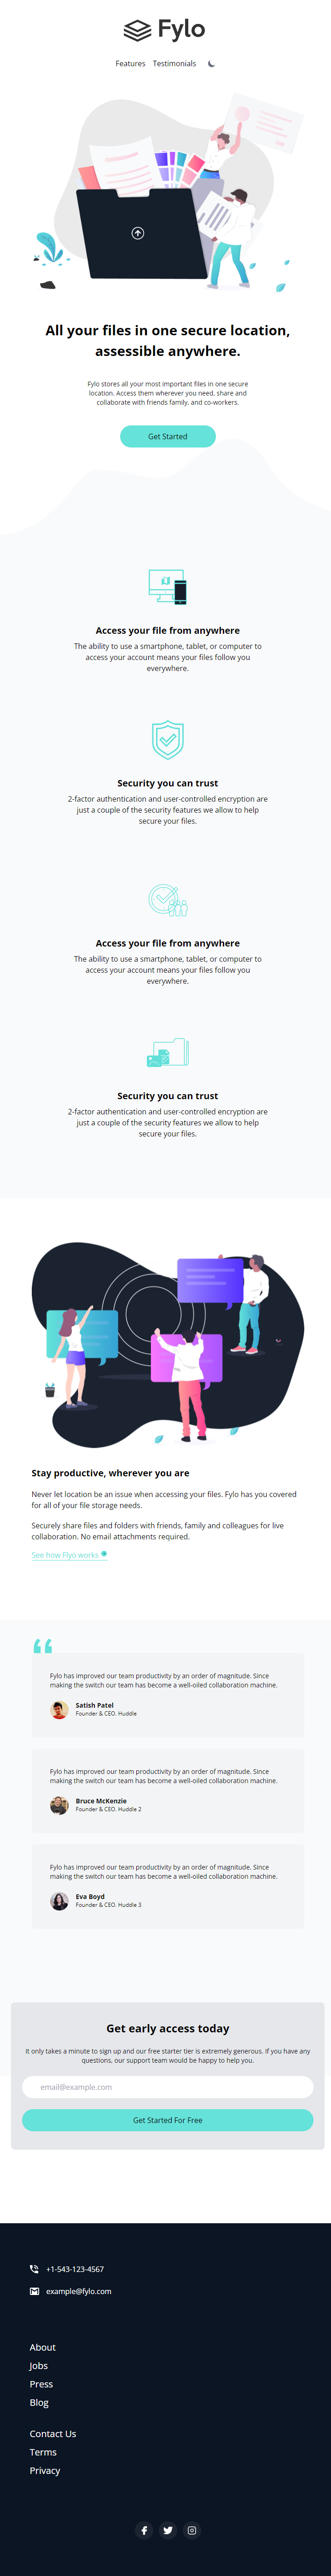 Fylo
Features Testimonials
All your files in one secure location,
assessible anywhere.
Fylo stores all your most important files in one secure
location. Access them wherever you need, share and
collaborate with friends family. and co-workers.
Get Started
Access your file from anywhere
The ability to use a smartphone, tablet, or computer to
access your account means your files follow you
everywhere.
Security you can trust
2-factor authentication and user-controlled encryption are
just a couple of the security features we allow to help
secure your files.
Access your file from anywhere
The ability to use a smartphone, tablet, or computer to
access your account means your files follow you
everywhere.
Security you can trust
2-factor authentication and user-controlled encryption are
just a couple of the security features we allow to help
secure your files.
Stay productive, wherever you are
Never let location be an issue when accessing your files. Fylo has you covered
for all of your file storage needs.
Securely share files and folders with friends, family and colleagues for live
collaboration. No email attachments required.
See how Flyo works
Fylo has improved our team productivity by an order of magnitude. Since
making the switch our team has become a well-oiled collaboration machine.
Satish Patel
Founder & CEO. Huddle
Fylo has improved our team productivity by an order of magnitude. Since
making the switch our team has become a well-oiled collaboration machine.
Bruce McKenzie
Founder & CEO. Huddle 2
Fylo has improved our team productivity by an order of magnitude. Since
making the switch our team has become a well-oiled collaboration machine.
Eva Boyd
Founder & CEO. Huddle 3
Get early access today
It only takes a minute to sign up and our free starter tier is extremely generous. If you have any
questions, our support team would be happy to help you.
email@example.com
Get Started For Free
+1-543-123-4567
example@fylo.com
About
Jobs
Press
Blog
Contact Us
Terms
Privacy